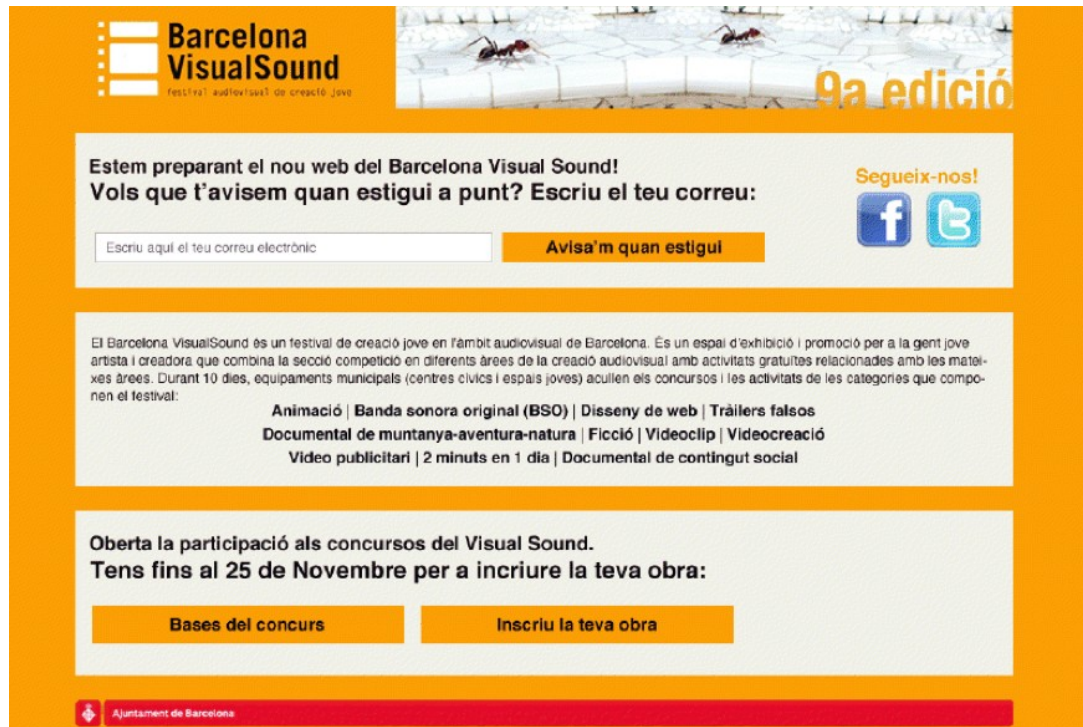 Barcelona
VisualSound
festival audiovisual de creació jove
9a edició
Estem preparant el nou web del Barcelona Visual Sound!
Vols que t'avisem quan estigui a punt? Escriu el teu correu:
Segueix-nos!
Escriu aquí el teu correu electrònic
Avisa'm quan estigui
El Barcelona VisualSound és un festival de creació jove en l'àmbit audiovisual de Barcelona. És un espai d'exhibició i promoció per a la gent jove
artista i creadora que combina la secció competició en diferents àrees de la creació audiovisual amb activitats gratuïtes relacionades amb les matei-
xes àrees. Durant 10 dies, equipaments municipals (centres cívics i espais joves) acullen els concursos i les activitats de les categories que compo-
nen el festival:
Animació | Banda sonora original (BSO) | Disseny de web | Tràilers falsos
Documental de muntanya-aventura-natura | Ficció | Videoclip | Videocreació
Video publicitari | 2 minuts en 1 dia | Documental de contingut social
Oberta la participació als concursos del Visual Sound.
Tens fins al 25 de Novembre per a incriure la teva obra:
Bases del concurs
Inscriu la teva obra
Ajuntament de Barcelona